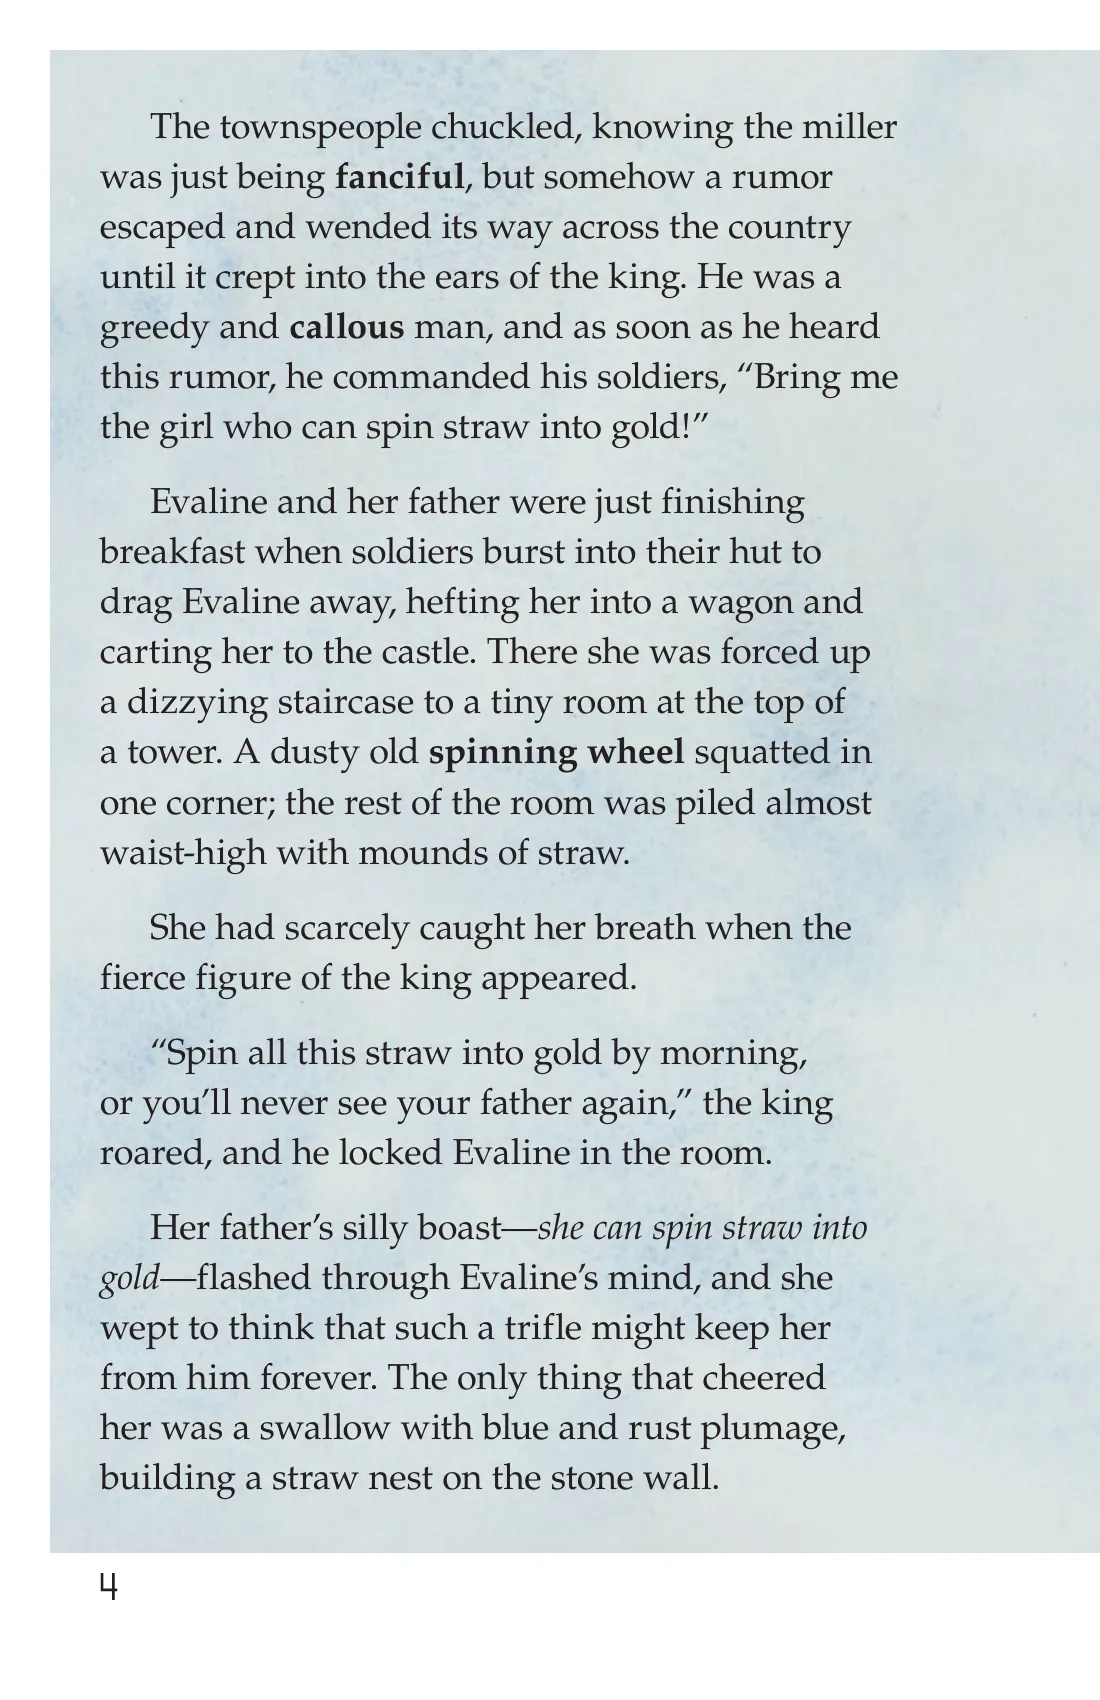 The townspeople chuckled, knowing the miller
was just being fanciful, but somehow a rumor
escaped and wended its way across the country
until it crept into the ears of the king. He was a
greedy and callous man, and as soon as he heard
this rumor, he commanded his soldiers, “Bring me
the girl who can spin straw into gold!”
Evaline and her father were just finishing
breakfast when soldiers burst into their hut to
drag Evaline away, hefting her into a wagon and
carting her to the castle. There she was forced up
a dizzying staircase to a tiny room at the top of
a tower. A dusty old spinning wheel squatted in
one corner; the rest of the room was piled almost
waist-high with mounds of straw.
She had scarcely caught her breath when the
fierce figure of the king appeared.
“Spin all this straw into gold by morning,
or you’ll never see your father again,” the king
roared, and he locked Evaline in the room.
Her father’s silly boast—she can spin straw into
gold—flashed through Evaline’s mind, and she
wept to think that such a trifle might keep her
from him forever. The only thing that cheered
her was a swallow with blue and rust plumage,
building a straw nest on the stone wall.
4